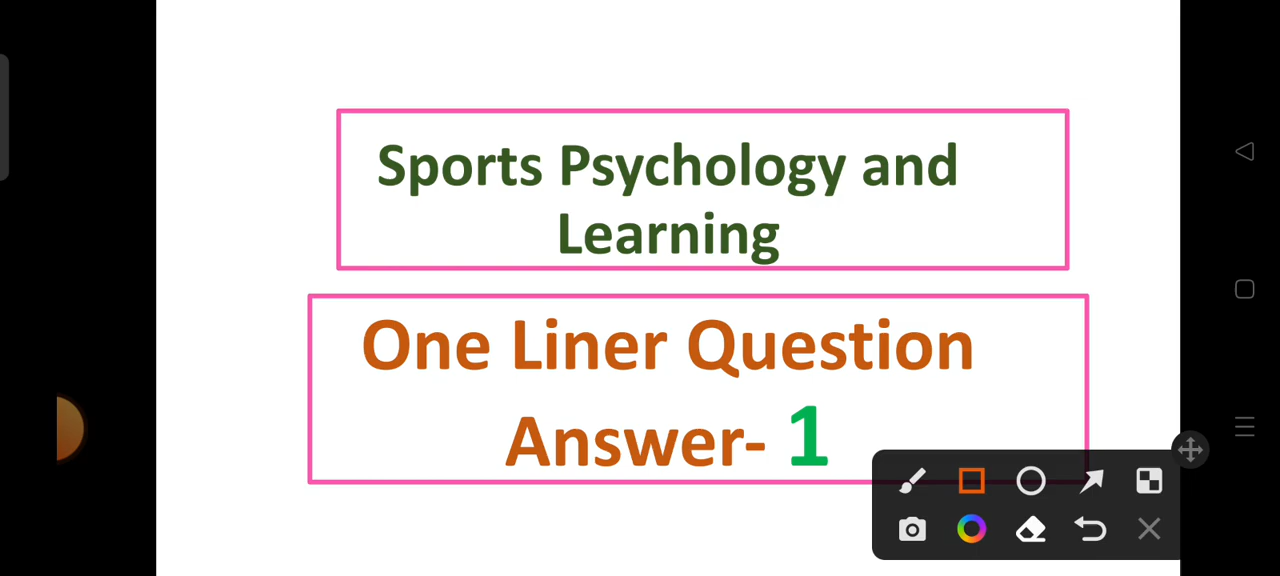 Sports Psychology and
Learning
One Liner Question
Answer- 1